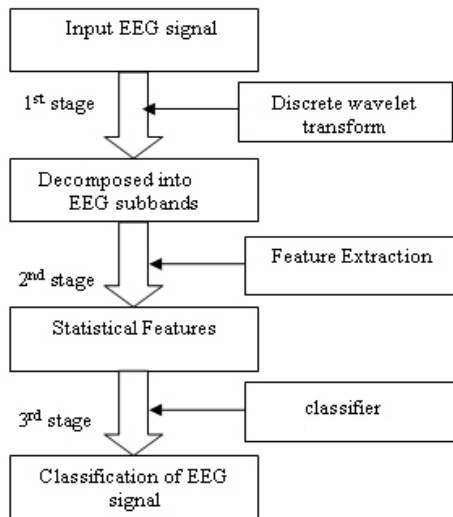 Input EEG signal
1st stage
Discrete wavelet
transform
Decomposed into
EEG subbands
Feature Extraction
2nd stage
Statistical Features
classifier
3rd stage
Classification of EEG
signal